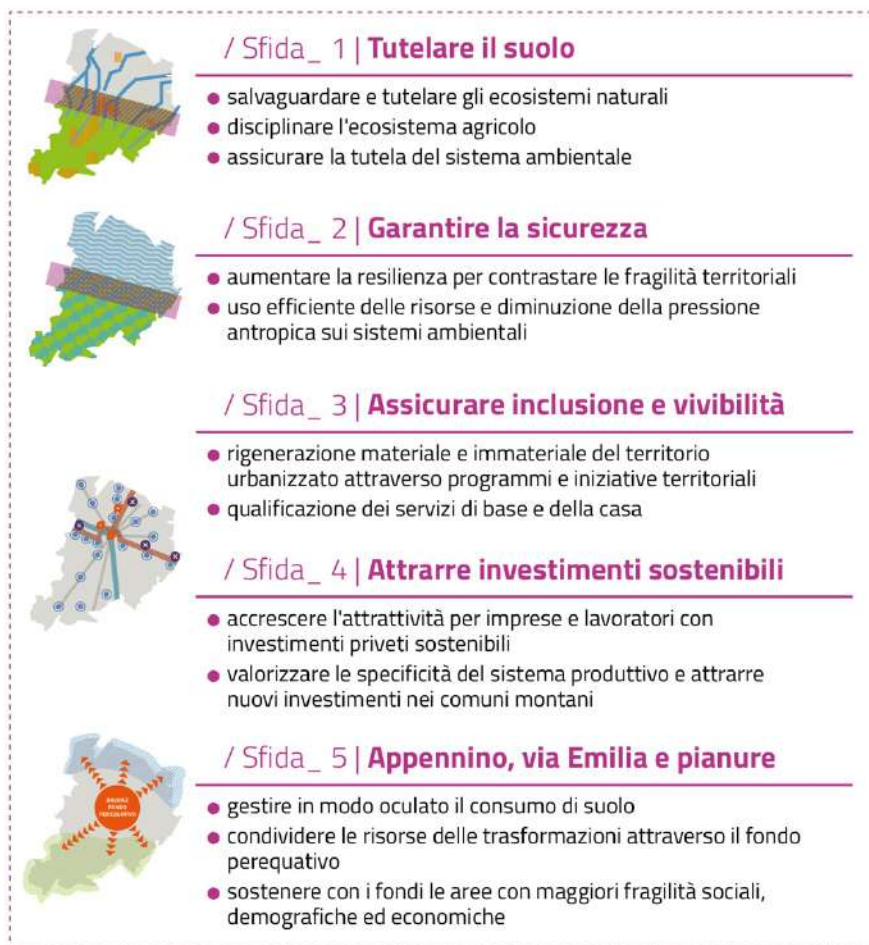 / Sfida_ 1 | Tutelare il suolo
● salvaguardare e tutelare gli ecosistemi naturali
● disciplinare l'ecosistema agricolo
● assicurare la tutela del sistema ambientale
/ Sfida_ 2 | Garantire la sicurezza
● aumentare la resilienza per contrastare le fragilità territoriali
● uso efficiente delle risorse e diminuzione della pressione
antropica sui sistemi ambientali
/ Sfida_ 3 | Assicurare inclusione e vivibilità
● rigenerazione materiale e immateriale del territorio
urbanizzato attraverso programmi e iniziative territoriali
● qualificazione dei servizi di base e della casa
/ Sfida_ 4 | Attrarre investimenti sostenibili
● accrescere l'attrattività per imprese e lavoratori con
investimenti priveti sostenibili
● valorizzare le specificità del sistema produttivo e attrarre
nuovi investimenti nei comuni montani
/ Sfida_ 5 | Appennino, via Emilia e pianure
● gestire in modo oculato il consumo di suolo
● condividere le risorse delle trasformazioni attraverso il fondo
perequativo
● sostenere con i fondi le aree con maggiori fragilità sociali,
demografiche ed economiche
FONDO
PEREQUATIVO